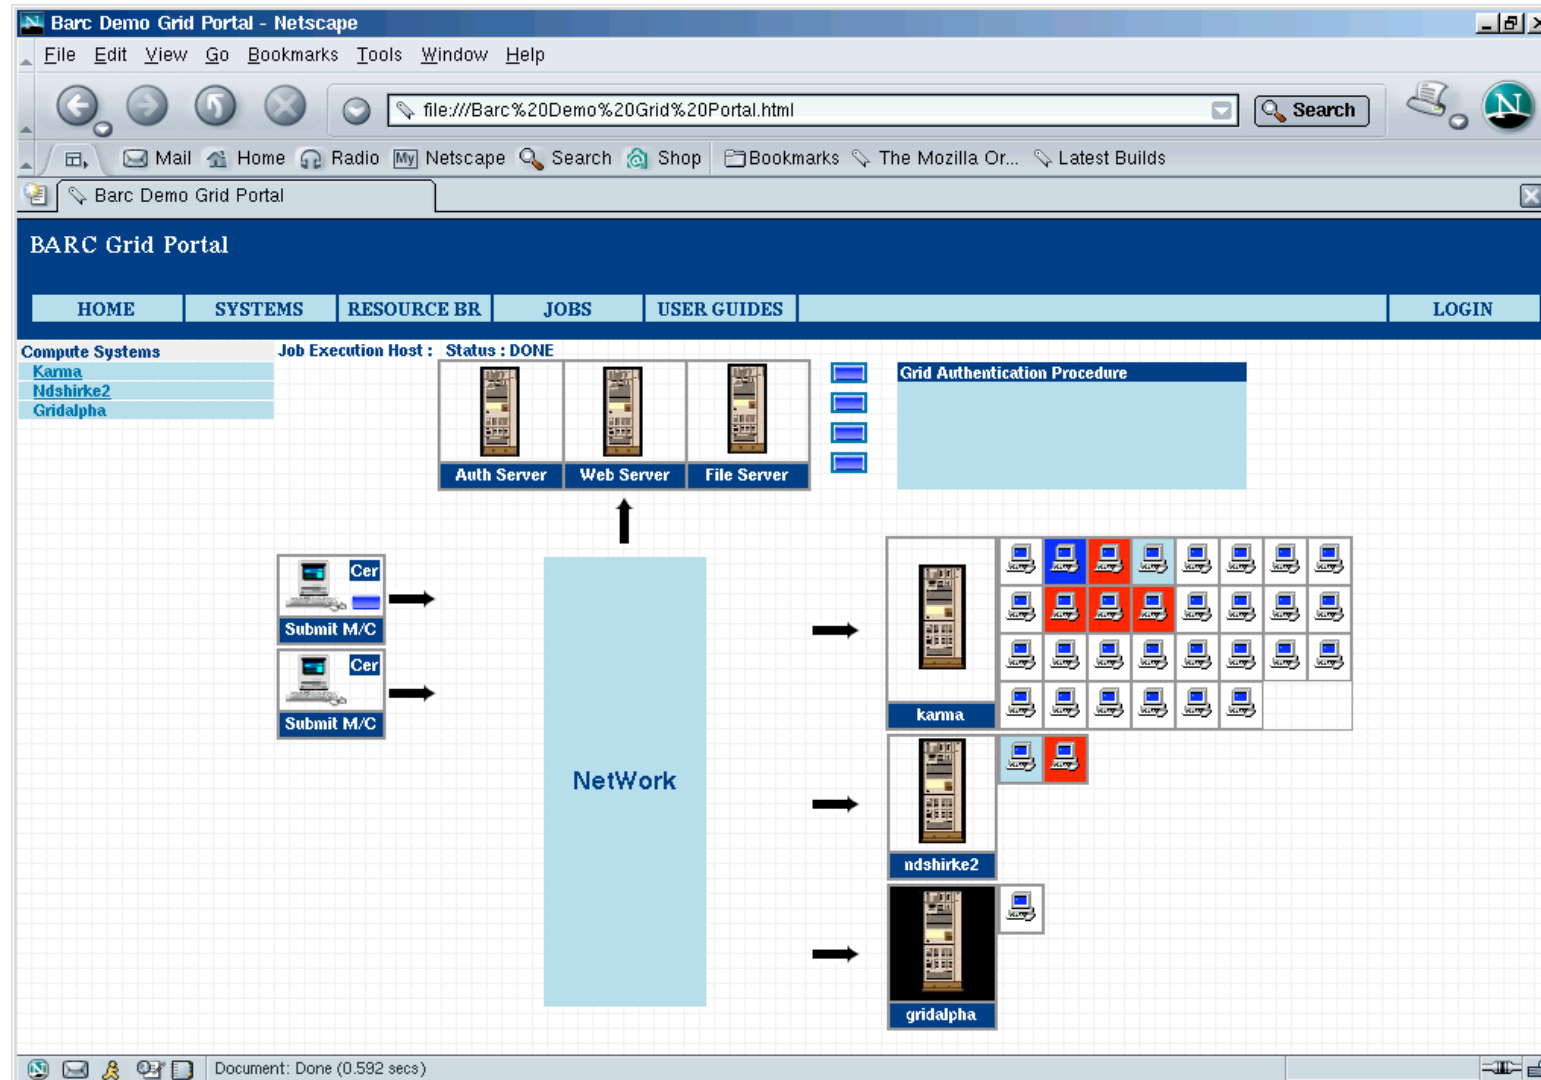 Barc Demo Grid Portal - Netscape
File Edit View Go Bookmarks Tools Window Help
file:///Barc%20Demo%20Grid%20Portal.html
Search
N
Mail Home Radio My Netscape Search Shop Bookmarks The Mozilla Or... Latest Builds
Barc Demo Grid Portal
BARC Grid Portal
HOME SYSTEMS RESOURCE BR JOBS USER GUIDES LOGIN
Compute Systems
Karma
Ndshirke2
Gridalpha
Job Execution Host : Status : DONE
Auth Server Web Server File Server
Grid Authentication Procedure
Cer
Submit M/C
Cer
Submit M/C
NetWork
karma
ndshirke2
gridalpha
Document: Done (0.592 secs)